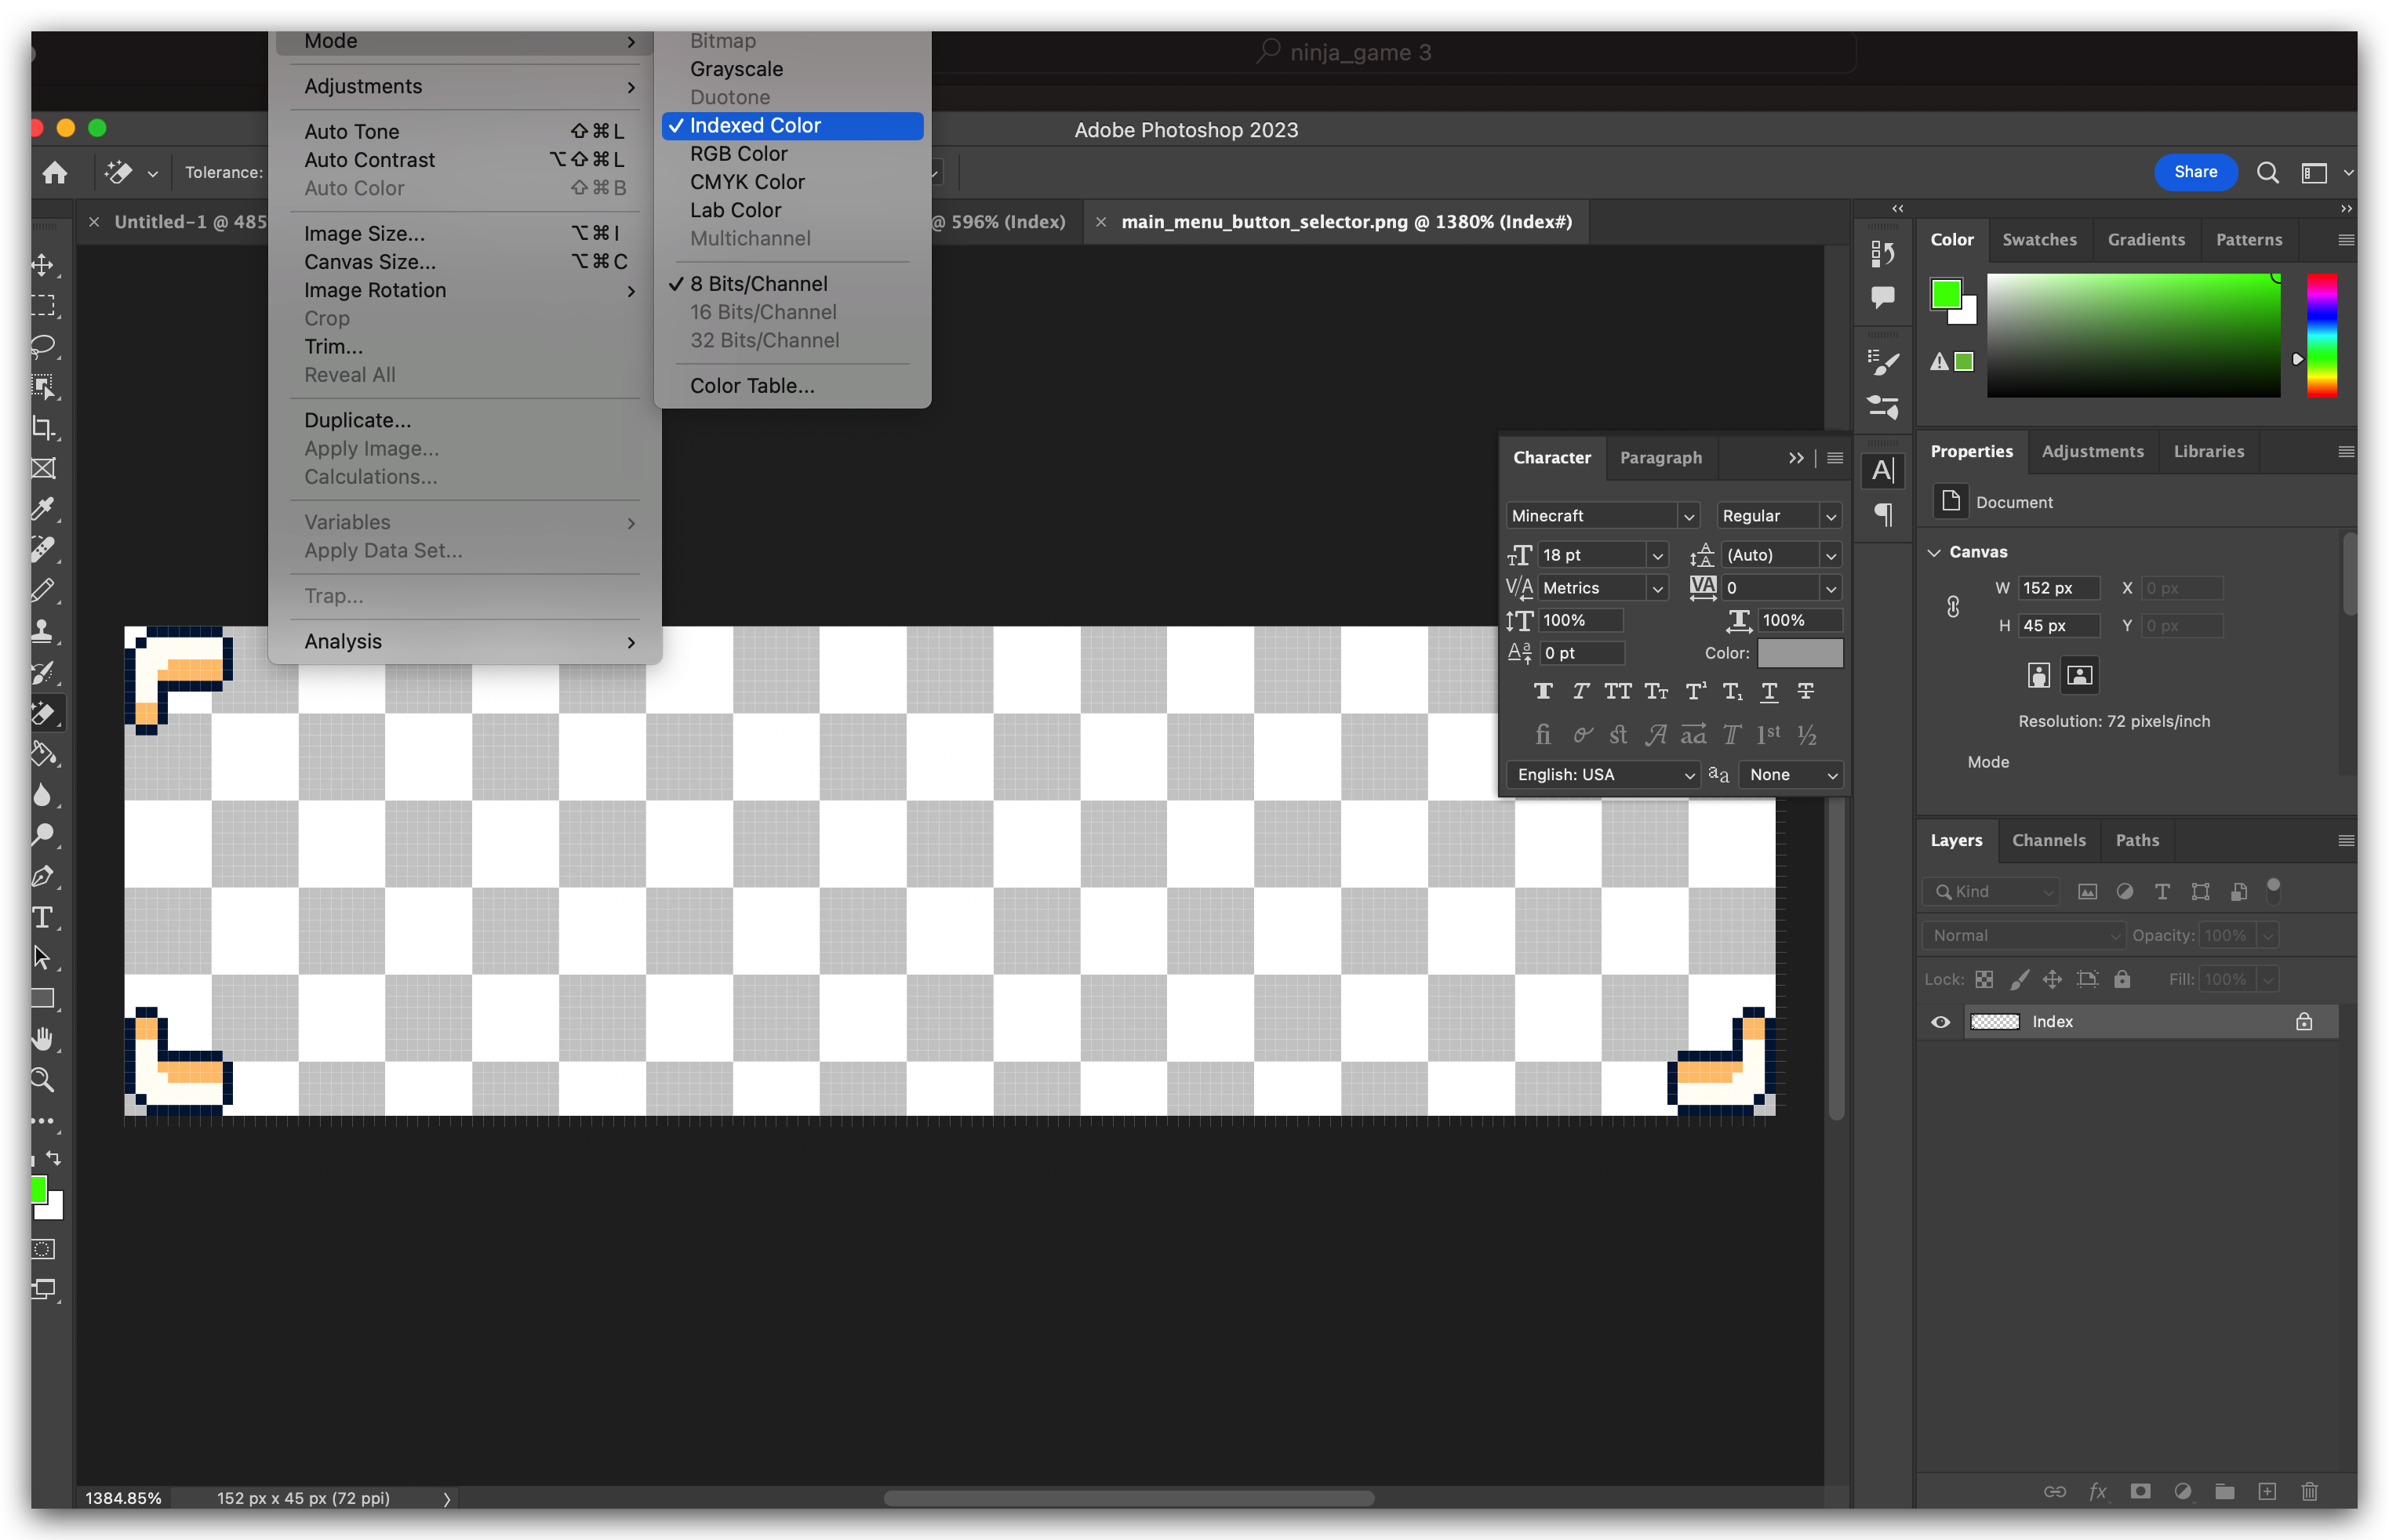 ninja_game 3
Adobe Photoshop 2023
Mode
Adjustments
Auto Tone ⇧⌘L
Auto Contrast ⌥⇧⌘L
Auto Color ⇧⌘B
Image Size... ⌥⌘I
Canvas Size... ⌥⌘C
Image Rotation
Crop
Trim...
Reveal All
Duplicate...
Apply Image...
Calculations...
Variables
Apply Data Set...
Trap...
Analysis
Bitmap
Grayscale
Duotone
✓ Indexed Color
RGB Color
CMYK Color
Lab Color
Multichannel
✓ 8 Bits/Channel
16 Bits/Channel
32 Bits/Channel
Color Table...
Tolerance:
Share
Untitled-1 @ 485
@ 596% (Index)
main_menu_button_selector.png @ 1380% (Index#)
Color Swatches Gradients Patterns
Character Paragraph
Minecraft Regular
18 pt (Auto)
Metrics 0
100% 100%
0 pt Color:
English: USA None
Properties Adjustments Libraries
Document
Canvas
W 152 px X 0 px
H 45 px Y 0 px
Resolution: 72 pixels/inch
Mode
Layers Channels Paths
Kind
Normal Opacity: 100%
Lock: Fill: 100%
Index
fx
1384.85% 152 px x 45 px (72 ppi)